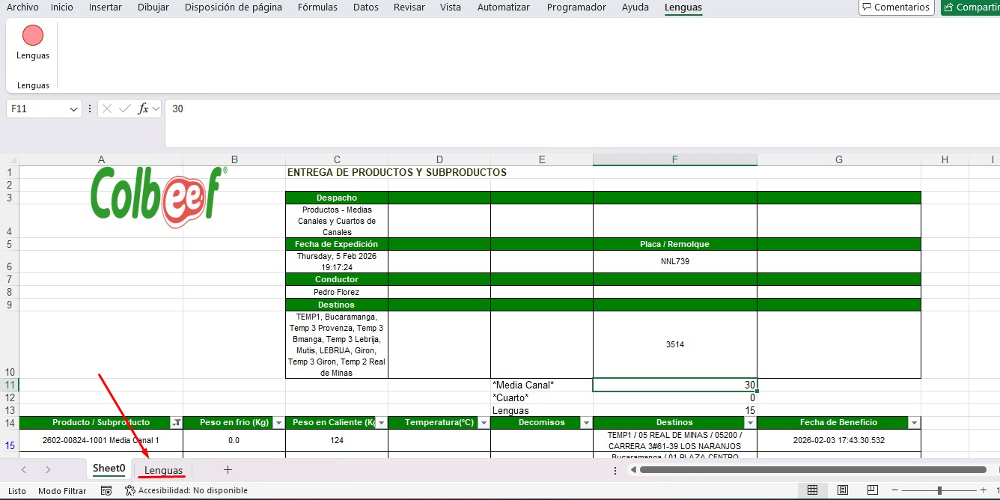 Archivo Inicio Insertar Dibujar Disposición de página Fórmulas Datos Revisar Vista Automatizar Programador Ayuda Lenguas Comentarios Compartir
Lenguas
Lenguas
F11 fx 30
A B C D E F G H I
1 ENTREGA DE PRODUCTOS Y SUBPRODUCTOS
Colbeef®
2
3 Despacho
4 Productos - Medias
Canales y Cuartos de
Canales
5 Fecha de Expedición Placa / Remolque
6 Thursday, 5 Feb 2026
19:17:24
NNL739
7 Conductor
8 Pedro Florez
9 Destinos
10 TEMP1, Bucaramanga,
Temp 3 Provenza, Temp 3
Bmanga, Temp 3 Lebrija,
Mutis, LEBRIJA, Giron,
Temp 3 Giron, Temp 2 Real
de Minas
3514
11 *Media Canal* 30
12 *Cuarto* 0
13 Lenguas 15
14 Producto / Subproducto Peso en frio (Kg) Peso en Caliente (Kg Temperatura(°C) Decomisos Destinos Fecha de Beneficio
15 2602-00824-1001 Media Canal 1 0.0 124 TEMP1 / 05 REAL DE MINAS / 05200 /
CARRERA 3#61-39 LOS NARANJOS
2026-02-03 17:43:30.532
Bucaramanga / 01 PLAZA CENTRO
Sheet0 Lenguas
Listo Modo Filtrar Accesibilidad: No disponible